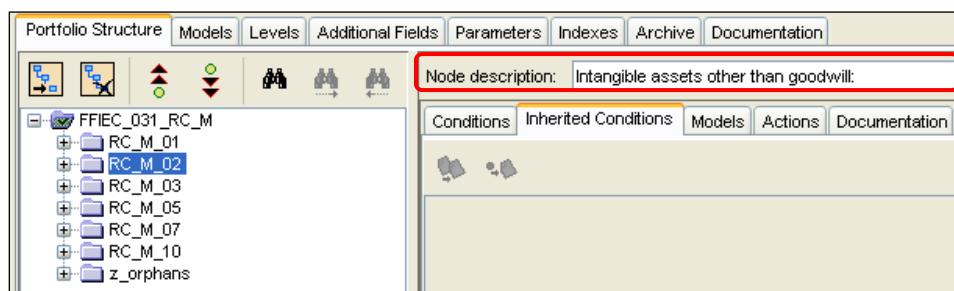 Portfolio Structure Models Levels Additional Fields Parameters Indexes Archive Documentation
Node description: Intangible assets other than goodwill:
Conditions Inherited Conditions Models Actions Documentation
FFIEC_031_RC_M
RC_M_01
RC_M_02
RC_M_03
RC_M_05
RC_M_07
RC_M_10
z_orphans